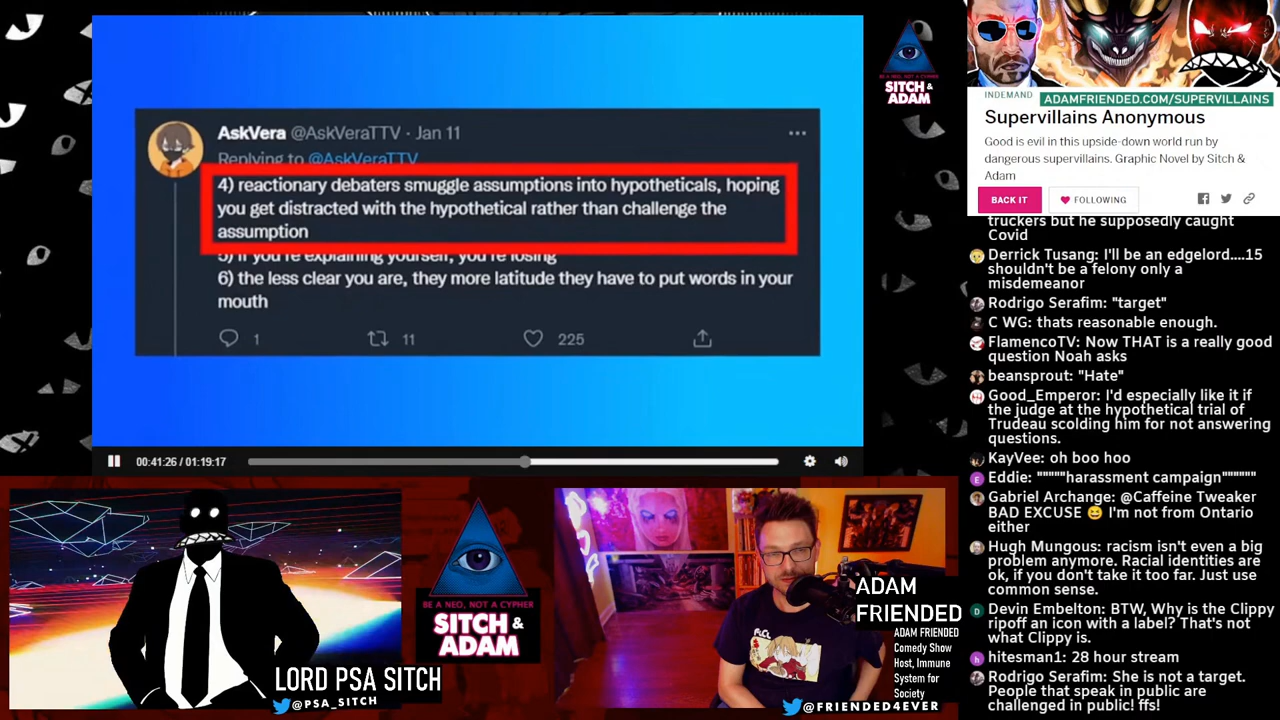 AskVera @AskVeraTTV · Jan 11
Replying to @AskVeraTTV
4) reactionary debaters smuggle assumptions into hypotheticals, hoping
you get distracted with the hypothetical rather than challenge the
assumption
5) if you're explaining yourself, you're losing
6) the less clear you are, they more latitude they have to put words in your
mouth
1
11
225
00:41:26 / 01:19:17
SITCH &
ADAM
INDEMAND
ADAMFRIENDED.COM/SUPERVILLAINS
Supervillains Anonymous
Good is evil in this upside-down world run by
dangerous supervillains. Graphic Novel by Sitch &
Adam
BACK IT
FOLLOWING
truckers but he supposedly caught
Covid
Derrick Tusang: I'll be an edgelord....15
shouldn't be a felony only a
misdemeanor
Rodrigo Serafim: "target"
C WG: thats reasonable enough.
FlamencoTV: Now THAT is a really good
question Noah asks
beansprout: "Hate"
Good_Emperor: I'd especially like it if
the judge at the hypothetical trial of
Trudeau scolding him for not answering
questions.
KayVee: oh boo hoo
Eddie: """""harassment campaign""""""
Gabriel Archange: @Caffeine Tweaker
BAD EXCUSE 😆 I'm not from Ontario
either
Hugh Mungous: racism isn't even a big
problem anymore. Racial identities are
ok, if you don't take it too far. Just use
common sense.
Devin Embelton: BTW, Why is the Clippy
ripoff an icon with a label? That's not
what Clippy is.
hitesman1: 28 hour stream
Rodrigo Serafim: She is not a target.
People that speak in public are
challenged in public! ffs!
LORD PSA SITCH
@PSA_SITCH
BE A NEO, NOT A CYPHER
SITCH &
ADAM
ADAM
FRIENDED
ADAM FRIENDED
Comedy Show
Host, Immune
System for
Society
@FRIENDED4EVER